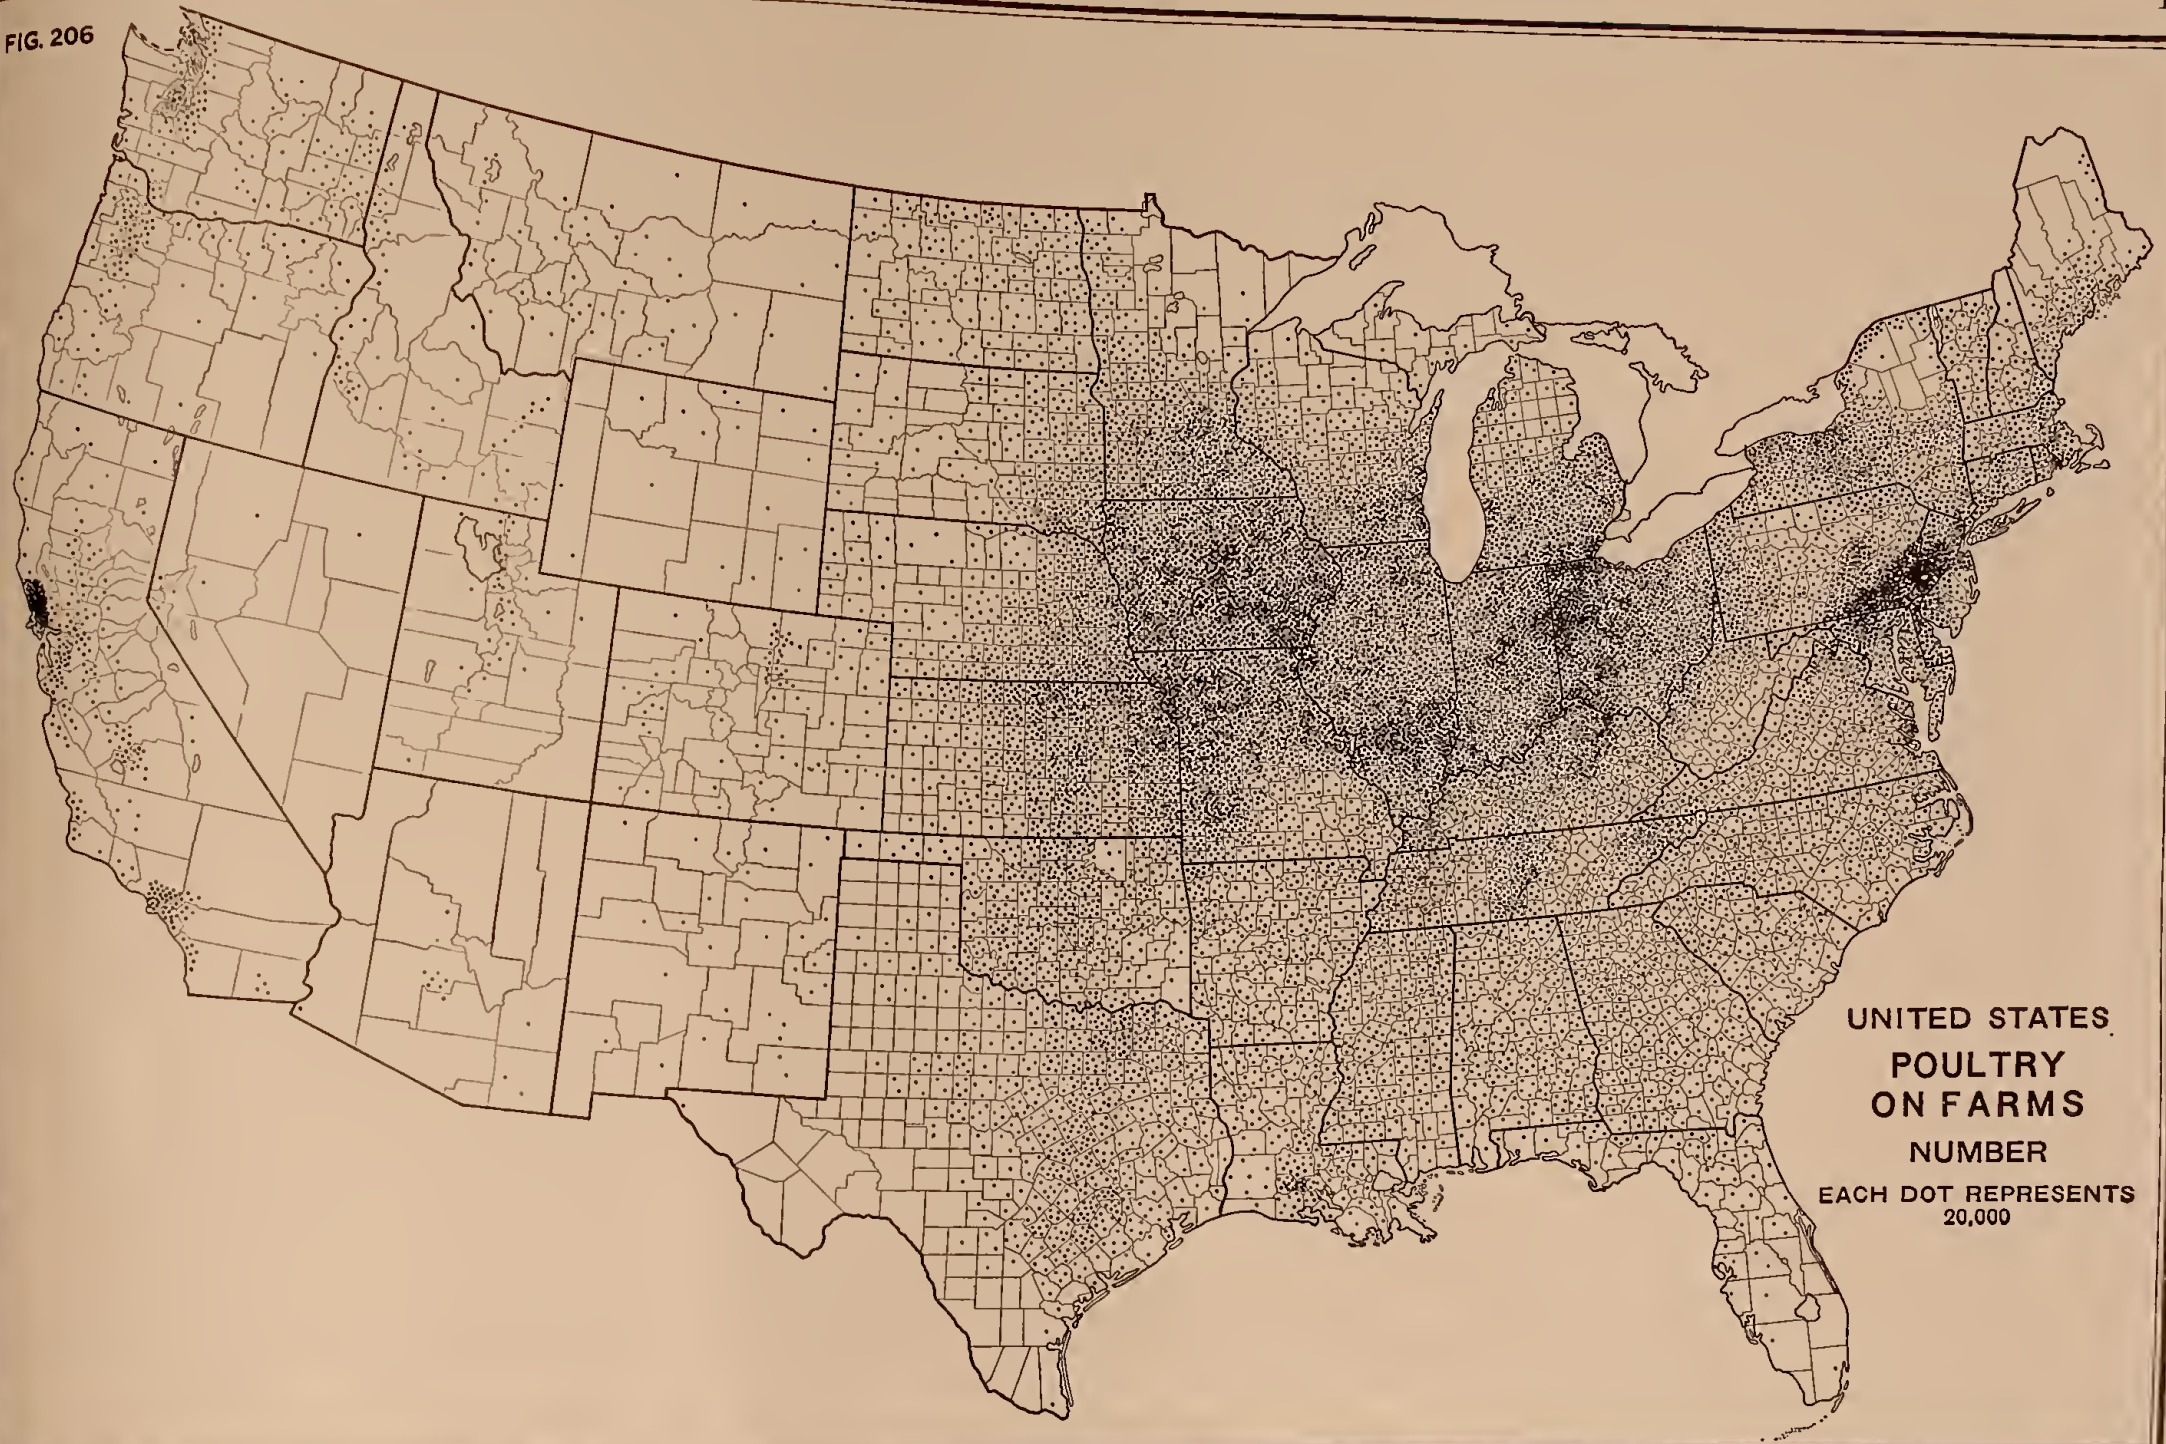 FIG. 206
UNITED STATES
POULTRY
ON FARMS
NUMBER
EACH DOT REPRESENTS
20,000